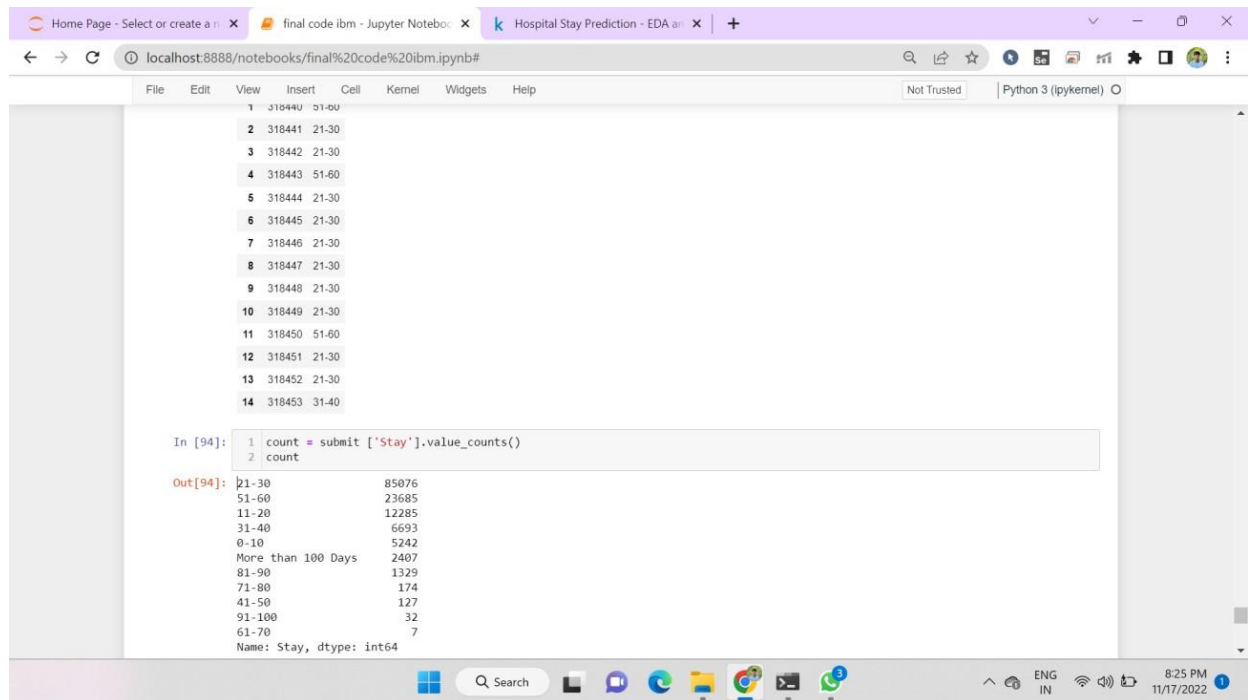 Home Page - Select or create a n
final code ibm - Jupyter Noteboo
Hospital Stay Prediction - EDA an
localhost:8888/notebooks/final%20code%20ibm.ipynb#
File Edit View Insert Cell Kernel Widgets Help
Not Trusted
Python 3 (ipykernel)
1 318440 51-60
2 318441 21-30
3 318442 21-30
4 318443 51-60
5 318444 21-30
6 318445 21-30
7 318446 21-30
8 318447 21-30
9 318448 21-30
10 318449 21-30
11 318450 51-60
12 318451 21-30
13 318452 21-30
14 318453 31-40
In [94]: 1 count = submit ['Stay'].value_counts()
2 count
Out[94]: 21-30 85076
51-60 23685
11-20 12285
31-40 6693
0-10 5242
More than 100 Days 2407
81-90 1329
71-80 174
41-50 127
91-100 32
61-70 7
Name: Stay, dtype: int64
Search
3
ENG
IN
8:25 PM
11/17/2022
1